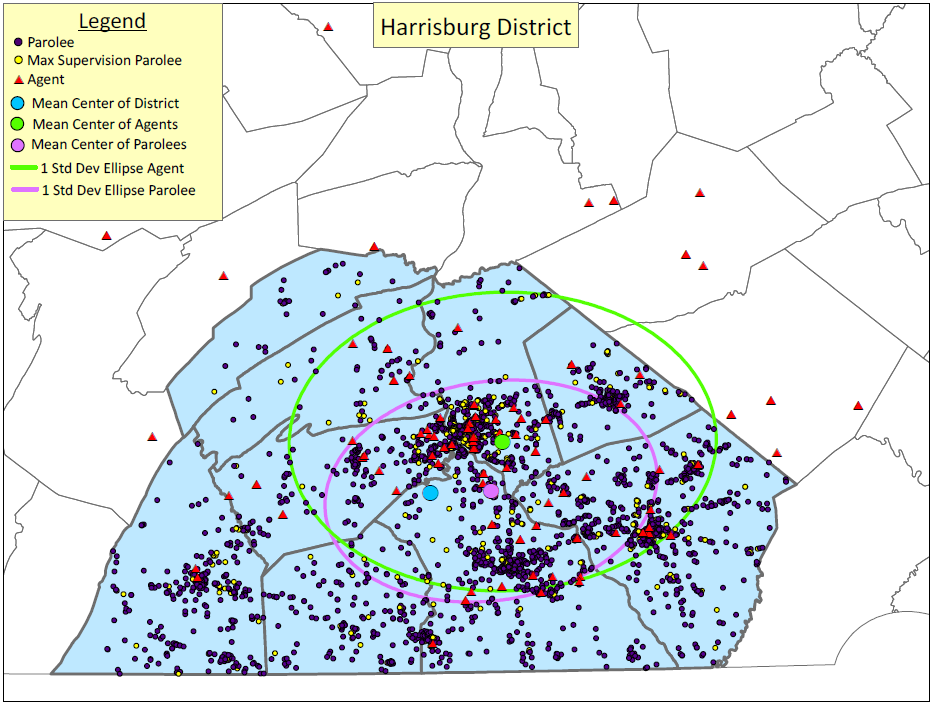 Harrisburg District
Legend
Parolee
Max Supervision Parolee
Agent
Mean Center of District
Mean Center of Agents
Mean Center of Parolees
1 Std Dev Ellipse Agent
1 Std Dev Ellipse Parolee